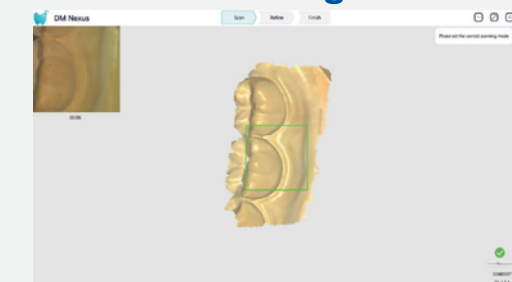 DM Nexus
Scan Refine Finish
Please set the correct scanning mode